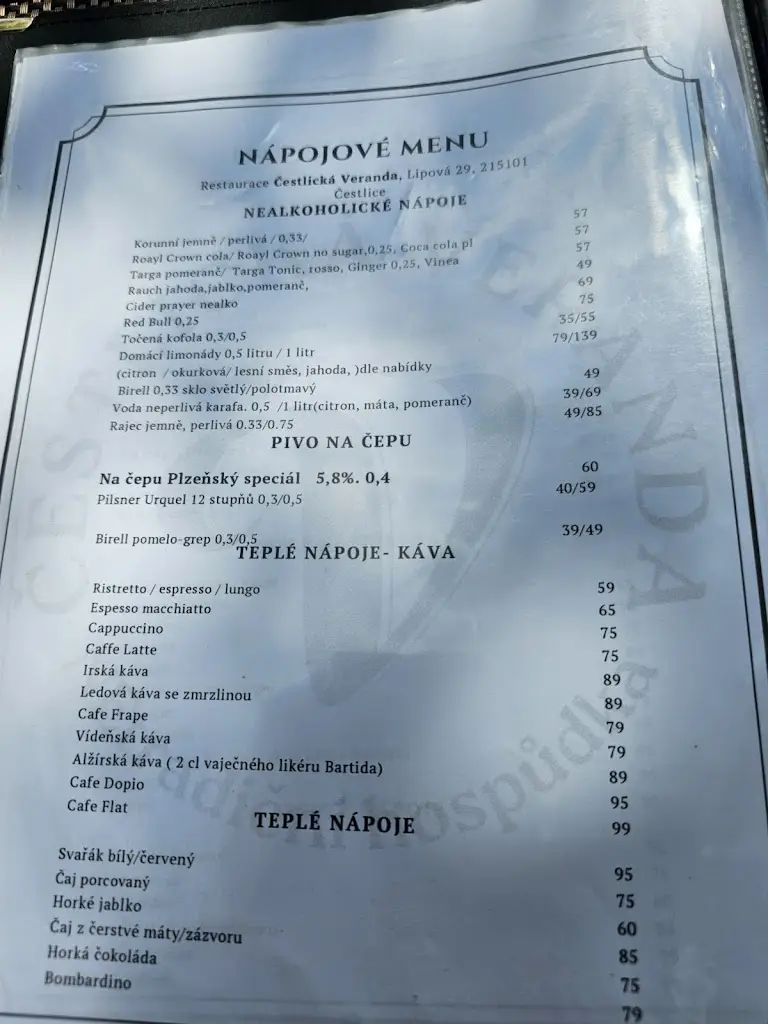 NÁPOJOVÉ MENU
Restaurace Čestlická Veranda, Lipová 29, 215101
Čestlice
NEALKOHOLICKÉ NÁPOJE
Korunní jemně / perlivá / 0,33/ 57
Roayl Crown cola/ Roayl Crown no sugar,0,25, Coca cola pl 57
Targa pomeranč/ Targa Tonic, rosso, Ginger 0,25, Vinea 57
Rauch jahoda,jablko,pomeranč, 49
Cider prayer nealko 69
Red Bull 0,25 75
Točená kofola 0,3/0,5 35/55
Domácí limonády 0,5 litru / 1 litr 79/139
(citron / okurková/ lesní směs, jahoda, )dle nabídky
Birell 0,33 sklo světlý/polotmavý 49
Voda neperlivá karafa. 0,5 /1 litr(citron, máta, pomeranč) 39/69
Rajec jemně, perlivá 0.33/0.75 49/85
PIVO NA ČEPU
Na čepu Plzeňský speciál 5,8%. 0,4 60
Pilsner Urquel 12 stupňů 0,3/0,5 40/59
Birell pomelo-grep 0,3/0,5 39/49
TEPLÉ NÁPOJE- KÁVA
Ristretto / espresso / lungo 59
Espesso macchiatto 65
Cappuccino 75
Caffe Latte 75
Irská káva 89
Ledová káva se zmrzlinou 89
Cafe Frape 79
Vídeňská káva 79
Alžírská káva ( 2 cl vaječného likéru Bartida) 89
Cafe Dopio 95
Cafe Flat 99
TEPLÉ NÁPOJE
Svařák bílý/červený 95
Čaj porcovaný 75
Horké jablko 60
Čaj z čerstvé máty/zázvoru 85
Horká čokoláda 75
Bombardino 79